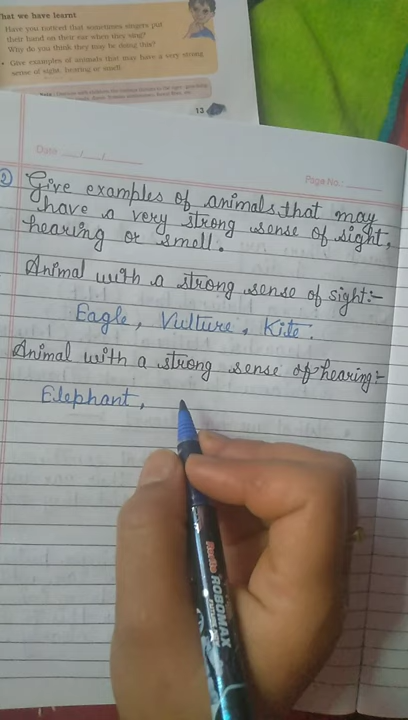 hat we have learnt
Have you noticed that sometimes singers put
their hand on their ear when they sing?
Why do you think they may be doing this?
Give examples of animals that may have a very strong
sense of sight, hearing or smell.
13
Date __/__/__
Page No.:
2 Give examples of animals that may
have a very strong sense of sight,
hearing or smell.
Animal with a strong sense of sight:-
Eagle, Vulture, Kite.
Animal with a strong sense of hearing:-
Elephant,
ROBOMAX